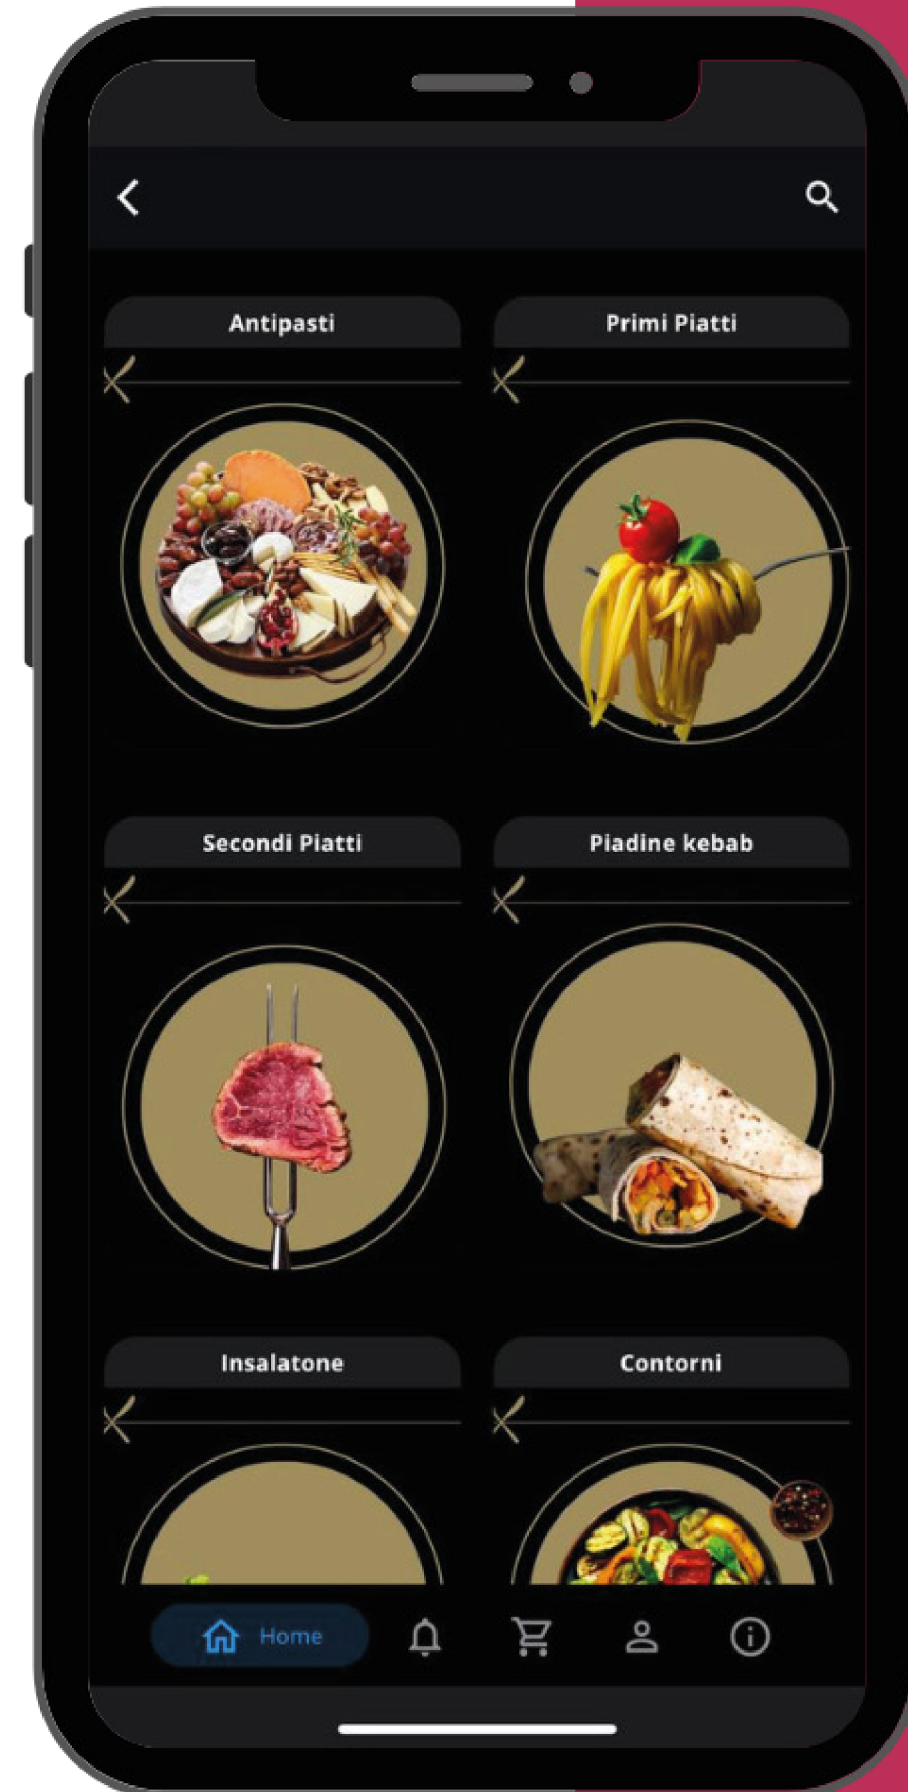 Antipasti
Primi Piatti
Secondi Piatti
Piadine kebab
Insalatone
Contorni
Home